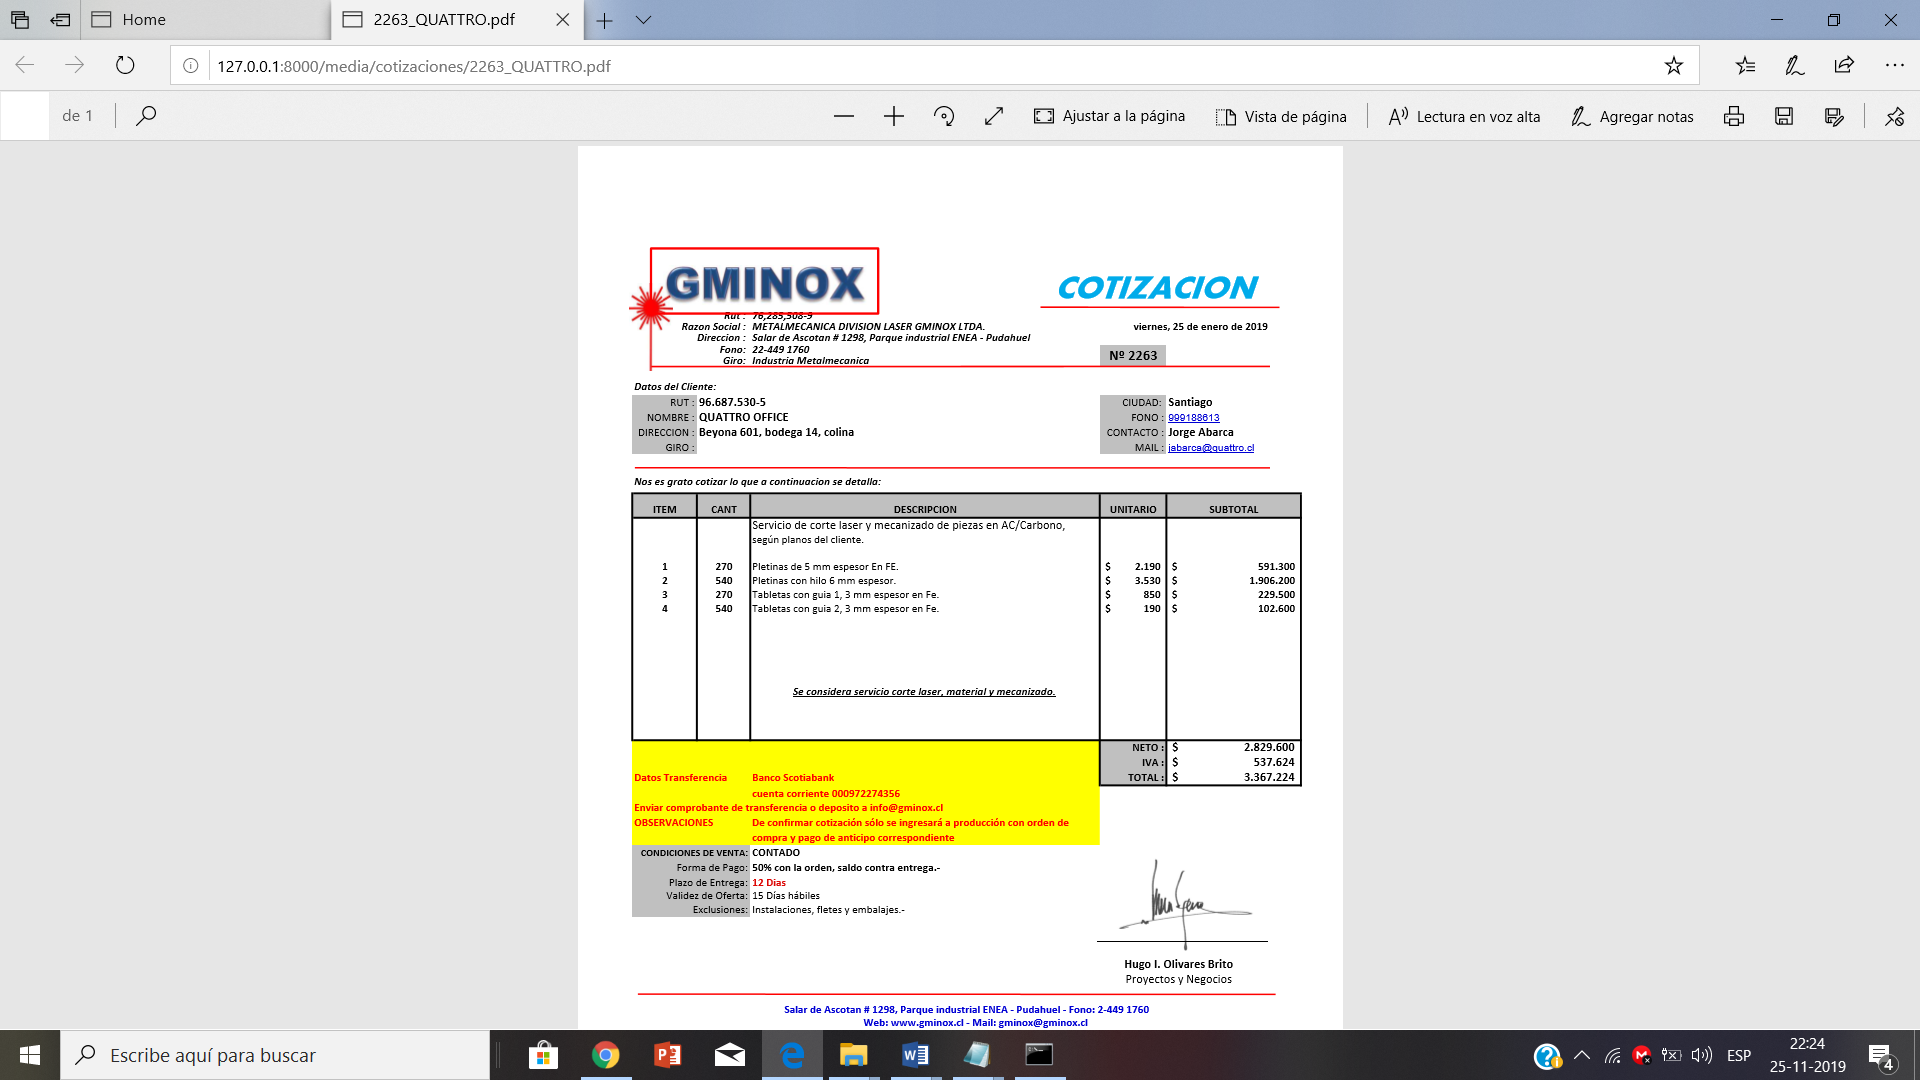 Home
2263_QUATTRO.pdf
127.0.0.1:8000/media/cotizaciones/2263_QUATTRO.pdf
de 1
Ajustar a la página
Vista de página
Lectura en voz alta
Agregar notas
GMINOX
COTIZACION
Rut : 76,285,508-9
Razon Social : METALMECANICA DIVISION LASER GMINOX LTDA.
viernes, 25 de enero de 2019
Direccion : Salar de Ascotan # 1298, Parque industrial ENEA - Pudahuel
Fono: 22-449 1760
Nº 2263
Giro: Industria Metalmecanica
Datos del Cliente:
RUT : 96.687.530-5 CIUDAD: Santiago
NOMBRE : QUATTRO OFFICE FONO : 999188613
DIRECCION : Beyona 601, bodega 14, colina CONTACTO : Jorge Abarca
GIRO : MAIL : jabarca@quattro.cl
Nos es grato cotizar lo que a continuacion se detalla:
ITEM CANT DESCRIPCION UNITARIO SUBTOTAL
Servicio de corte laser y mecanizado de piezas en AC/Carbono,
según planos del cliente.
1 270 Pletinas de 5 mm espesor En FE. $ 2.190 $ 591.300
2 540 Pletinas con hilo 6 mm espesor. $ 3.530 $ 1.906.200
3 270 Tabletas con guia 1, 3 mm espesor en Fe. $ 850 $ 229.500
4 540 Tabletas con guia 2, 3 mm espesor en Fe. $ 190 $ 102.600
Se considera servicio corte laser, material y mecanizado.
NETO : $ 2.829.600
IVA : $ 537.624
Datos Transferencia Banco Scotiabank TOTAL : $ 3.367.224
cuenta corriente 000972274356
Enviar comprobante de transferencia o deposito a info@gminox.cl
OBSERVACIONES De confirmar cotización sólo se ingresará a producción con orden de
compra y pago de anticipo correspondiente
CONDICIONES DE VENTA: CONTADO
Forma de Pago: 50% con la orden, saldo contra entrega.-
Plazo de Entrega: 12 Dias
Validez de Oferta: 15 Días hábiles
Exclusiones: Instalaciones, fletes y embalajes.-
Hugo I. Olivares Brito
Proyectos y Negocios
Salar de Ascotan # 1298, Parque industrial ENEA - Pudahuel - Fono: 2-449 1760
Web: www.gminox.cl - Mail: gminox@gminox.cl
Escribe aquí para buscar
ESP
22:24
25-11-2019
4